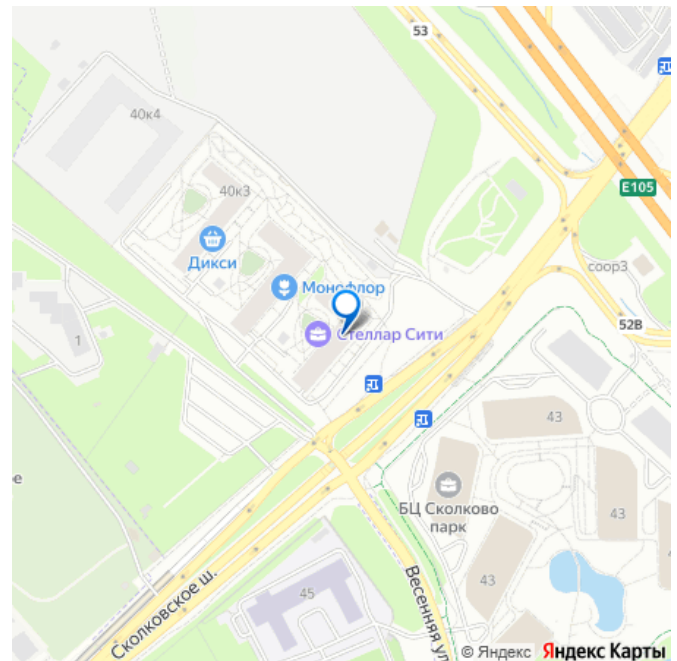 53
40к4
40к3
E105
Дикси
Монофлор
соор3
Стеллар Сити
52В
1
43
е
БЦ Сколково
парк
43
43
45
Сколковское ш.
Весенняя ул
© Яндекс Яндекс Карты